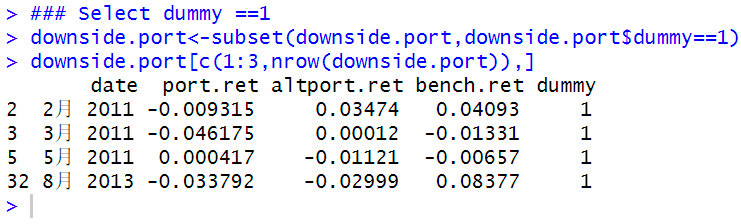 > ### Select dummy ==1
> downside.port<-subset(downside.port,downside.port$dummy==1)
> downside.port[c(1:3,nrow(downside.port)),]
date port.ret altport.ret bench.ret dummy
2 2月 2011 -0.009315 0.03474 0.04093 1
3 3月 2011 -0.046175 0.00012 -0.01331 1
5 5月 2011 0.000417 -0.01121 -0.00657 1
32 8月 2013 -0.033792 -0.02999 0.08377 1
>